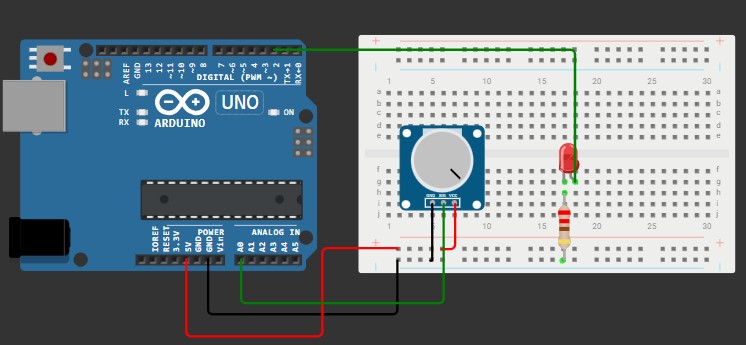 AREF
GND
13
12
~11
~10
~9
8
7
~6
~5
4
~3
2
TX→1
RX←0
DIGITAL (PWM ~)
L
UNO
ON
TX
RX
ARDUINO
IOREF
RESET
3.3V
5V
GND
GND
Vin
POWER
ANALOG IN
A0
A1
A2
A3
A4
A5
+ +
1 5 10 15 20 25 30
a a
b b
c c
d d
e e
GND SIG VCC
f f
g g
h h
i i
j j
1 5 10 15 20 25 30
+ +